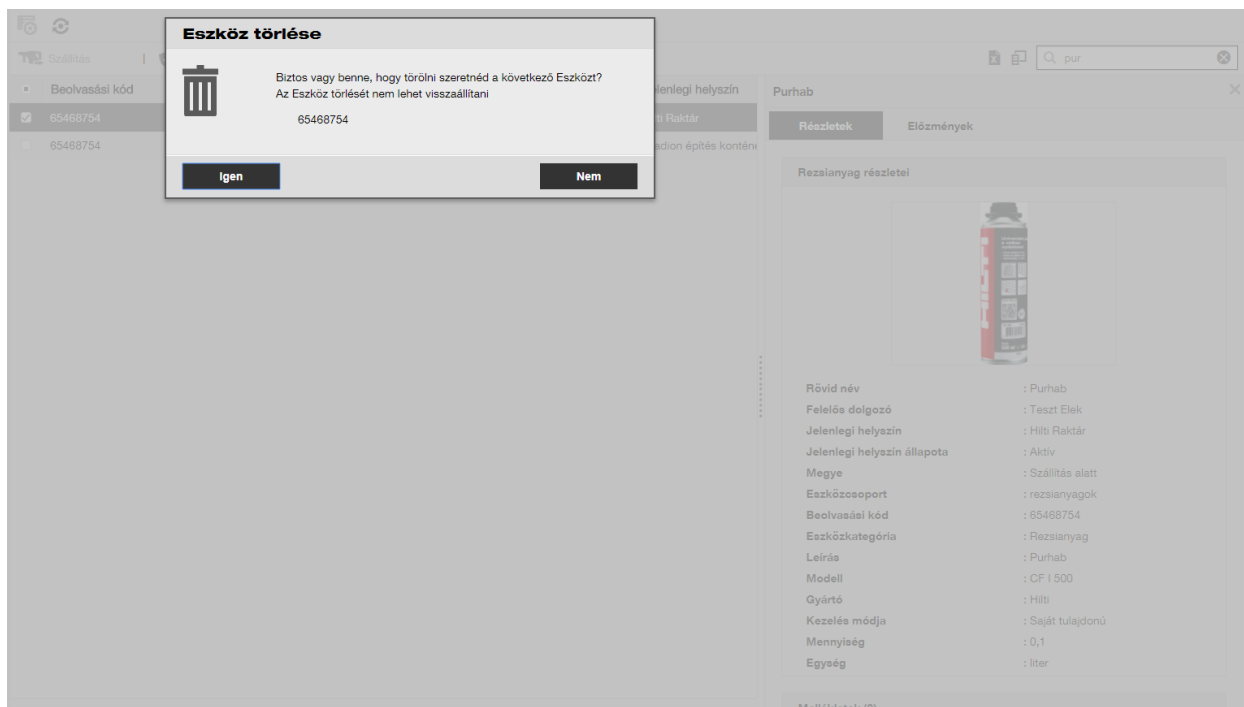 Eszköz törlése
Biztos vagy benne, hogy törölni szeretnéd a következő Eszközt?
Az Eszköz törlését nem lehet visszaállítani
65468754
Igen
Nem
Szállítás
pur
Beolvasási kód
elenlegi helyszín
65468754
ti Raktár
65468754
adion építés konténe
Purhab
Részletek
Előzmények
Rezsianyag részletei
HILTI
Rövid név : Purhab
Felelős dolgozó : Teszt Elek
Jelenlegi helyszín : Hilti Raktár
Jelenlegi helyszín állapota : Aktív
Megye : Szállítás alatt
Eszközcsoport : rezsianyagok
Beolvasási kód : 65468754
Eszközkategória : Rezsianyag
Leírás : Purhab
Modell : CF I 500
Gyártó : Hilti
Kezelés módja : Saját tulajdonú
Mennyiség : 0,1
Egység : liter